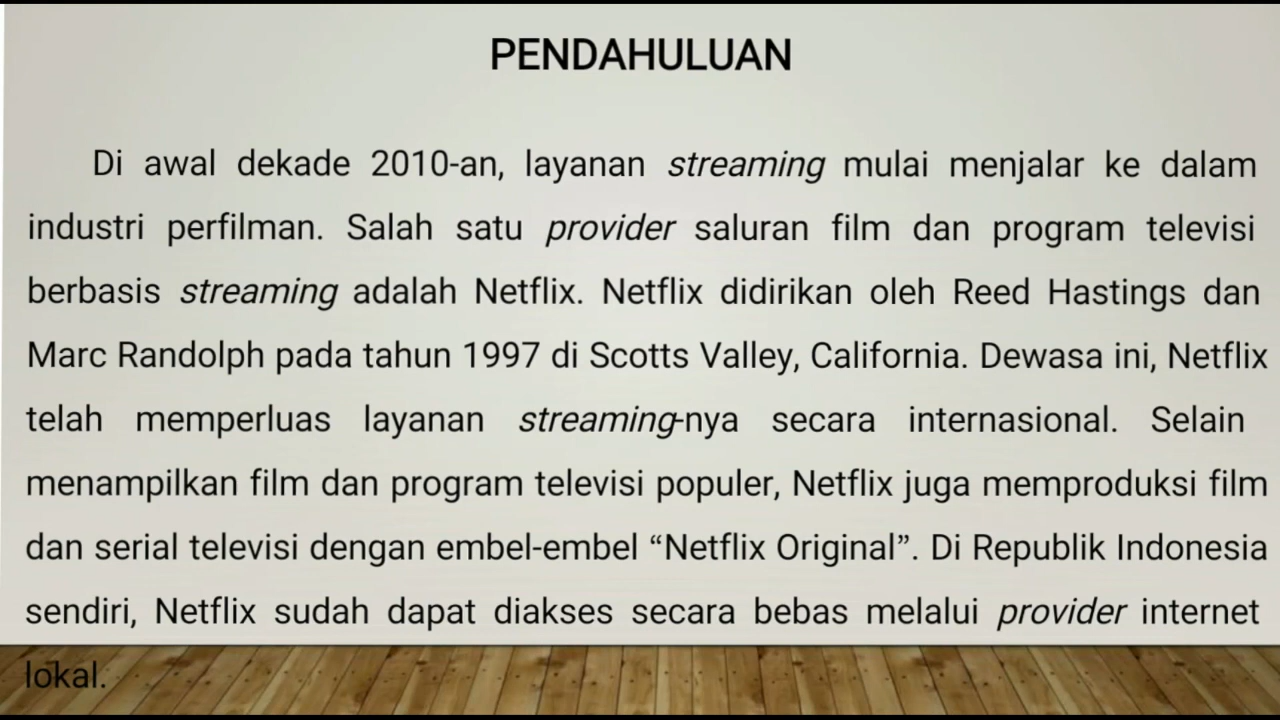 PENDAHULUAN
Di awal dekade 2010-an, layanan streaming mulai menjalar ke dalam
industri perfilman. Salah satu provider saluran film dan program televisi
berbasis streaming adalah Netflix. Netflix didirikan oleh Reed Hastings dan
Marc Randolph pada tahun 1997 di Scotts Valley, California. Dewasa ini, Netflix
telah memperluas layanan streaming-nya secara internasional. Selain
menampilkan film dan program televisi populer, Netflix juga memproduksi film
dan serial televisi dengan embel-embel “Netflix Original”. Di Republik Indonesia
sendiri, Netflix sudah dapat diakses secara bebas melalui provider internet
lokal.